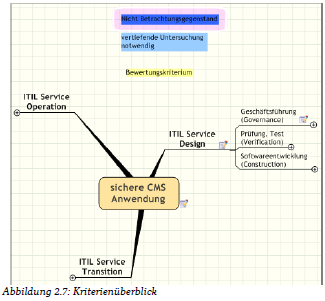 Nicht Betrachtungsgegenstand
vertiefende Untersuchung
notwendig
Bewertungskriterium
ITIL Service
Operation
ITIL Service
Design
Geschäftsführung
(Governance)
Prüfung, Test
(Verification)
Softwareentwicklung
(Construction)
sichere CMS
Anwendung
ITIL Service
Transition
Abbildung 2.7: Kriterienüberblick